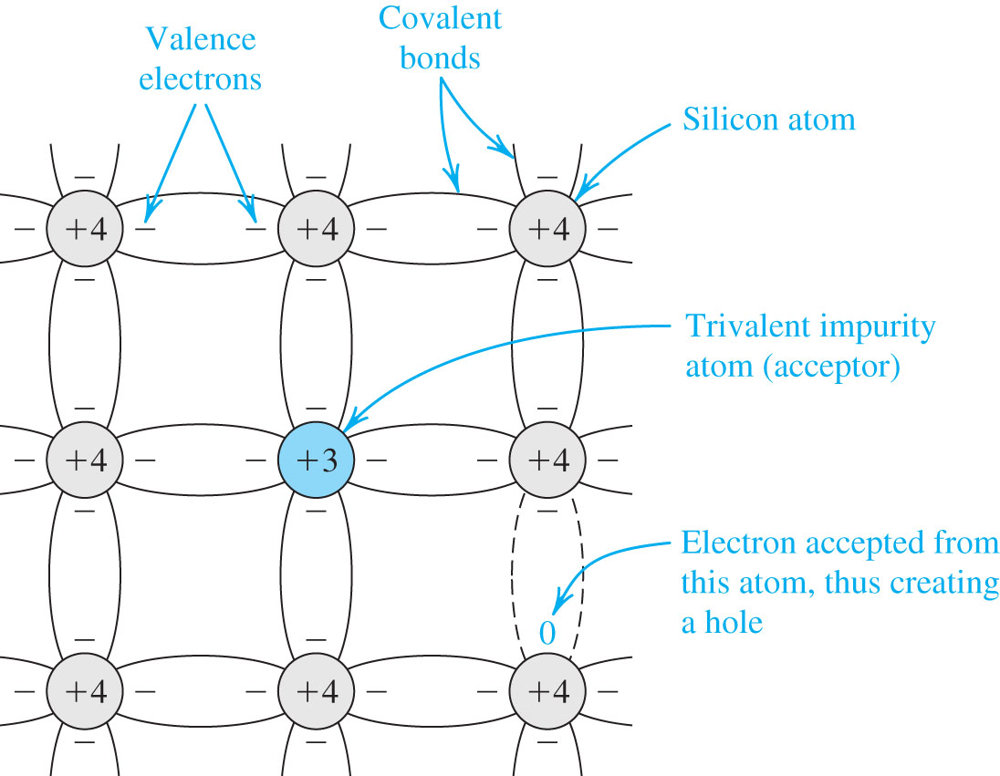 Covalent
bonds
Valence
electrons
Silicon atom
−
−
−
− +4 − − +4 − − +4 −
−
−
−
Trivalent impurity
atom (acceptor)
−
−
−
− +4 − − +3 − − +4 −
−
−
−
Electron accepted from
this atom, thus creating
a hole
−
−
0
− +4 − − +4 − − +4 −
−
−
−